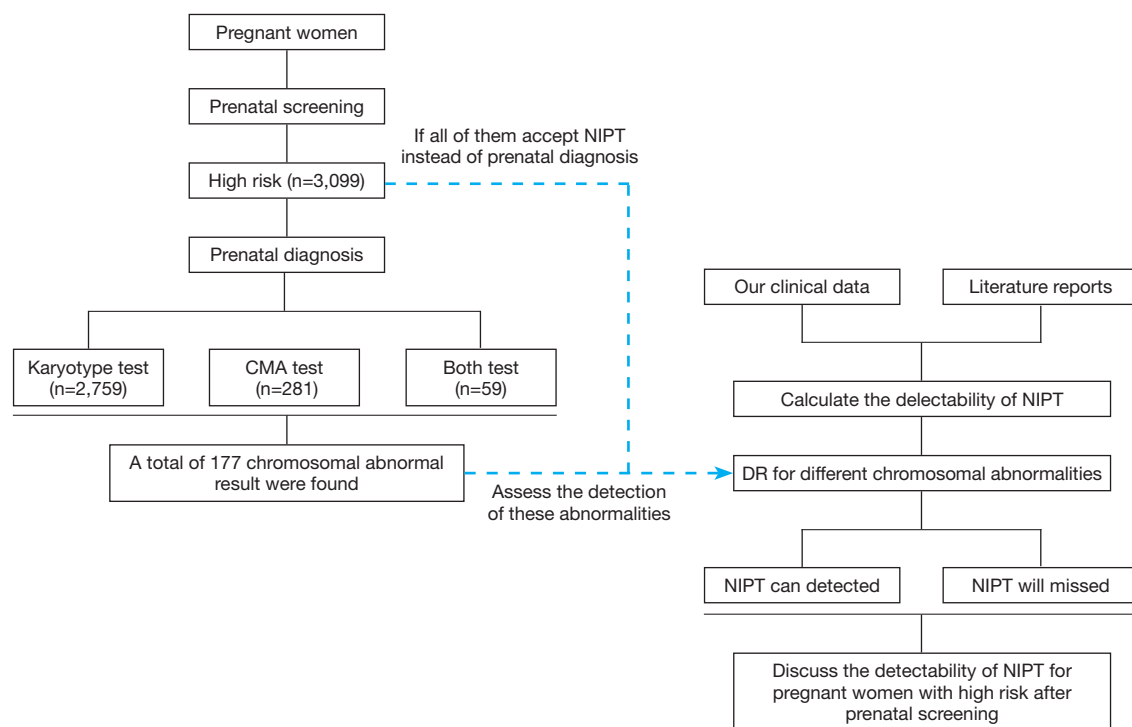 Pregnant women
Prenatal screening
If all of them accept NIPT
instead of prenatal diagnosis
High risk (n=3,099)
Prenatal diagnosis
Karyotype test
(n=2,759)
CMA test
(n=281)
Both test
(n=59)
A total of 177 chromosomal abnormal
result were found
Assess the detection
of these abnormalities
Our clinical data
Literature reports
Calculate the delectability of NIPT
DR for different chromosomal abnormalities
NIPT can detected
NIPT will missed
Discuss the detectability of NIPT for
pregnant women with high risk after
prenatal screening